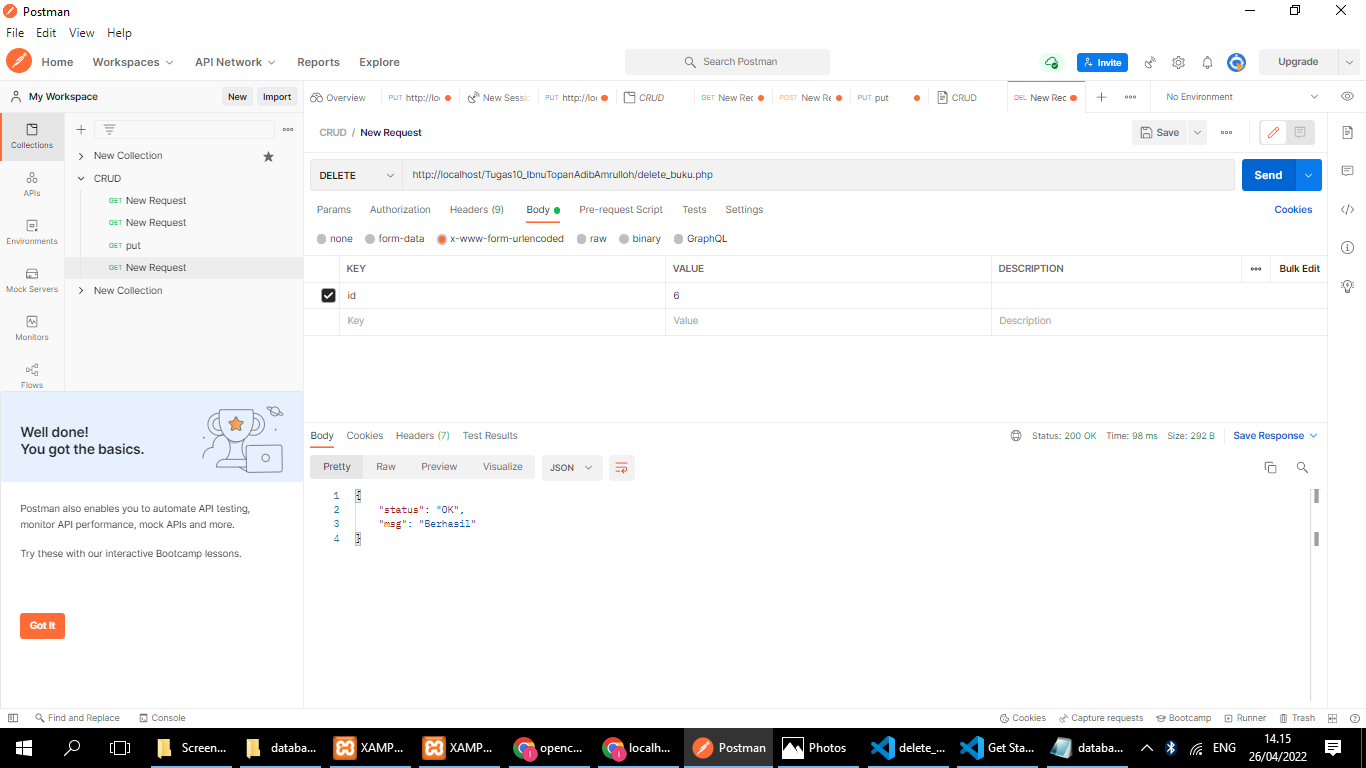 Postman
File Edit View Help
Home Workspaces API Network Reports Explore Search Postman Invite Upgrade
My Workspace New Import
Overview PUT http://loc New Sessi PUT http://loc CRUD GET New Rec POST New Re PUT put CRUD DEL New Rec No Environment
Collections
APIs
Environments
Mock Servers
Monitors
Flows
New Collection
CRUD
GET New Request
GET New Request
GET put
GET New Request
New Collection
CRUD / New Request Save
DELETE http://localhost/Tugas10_IbnuTopanAdibAmrulloh/delete_buku.php Send
Params Authorization Headers (9) Body Pre-request Script Tests Settings Cookies
none form-data x-www-form-urlencoded raw binary GraphQL
KEY VALUE DESCRIPTION Bulk Edit
id 6
Key Value Description
Well done!
You got the basics.
Postman also enables you to automate API testing,
monitor API performance, mock APIs and more.
Try these with our interactive Bootcamp lessons.
Got It
Body Cookies Headers (7) Test Results Status: 200 OK Time: 98 ms Size: 292 B Save Response
Pretty Raw Preview Visualize JSON
1 {
2 "status": "OK",
3 "msg": "Berhasil"
4 }
Find and Replace Console Cookies Capture requests Bootcamp Runner Trash
Screen... databa... XAMP... XAMP... openc... localh... Postman Photos delete_... Get Sta... databa... ENG 14.15
26/04/2022